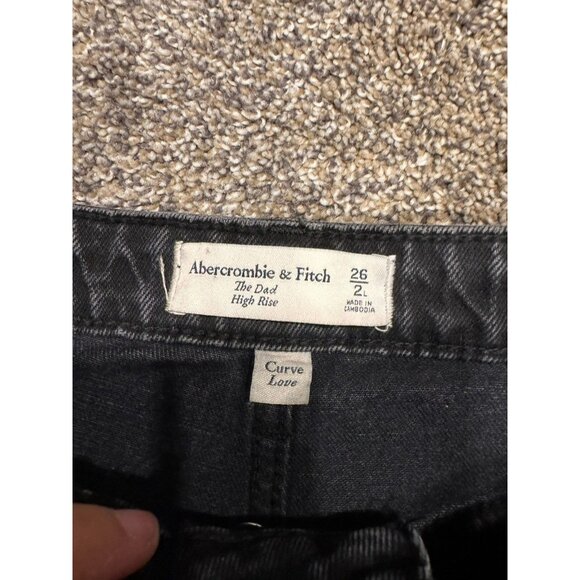 Abercrombie & Fitch
The Dad
High Rise
26
2L
MADE IN
CAMBODIA
Curve
Love